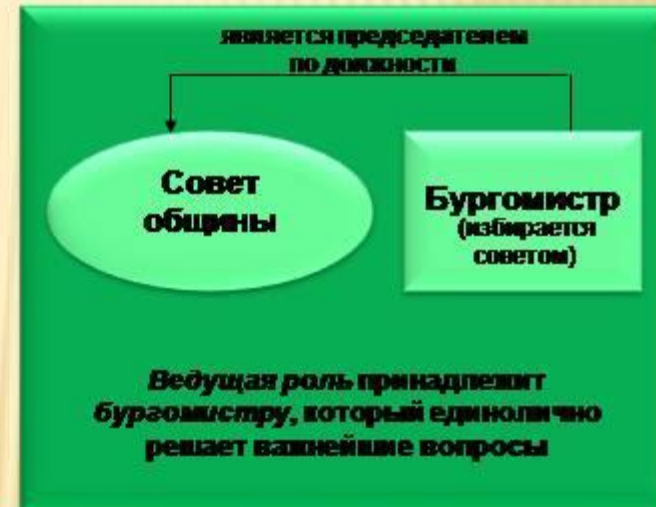 является председателем
по должности
Совет
общины
Бургомистр
(избирается
советом)
Ведущая роль принадлежит
бургомистру, который единолично
решает важнейшие вопросы